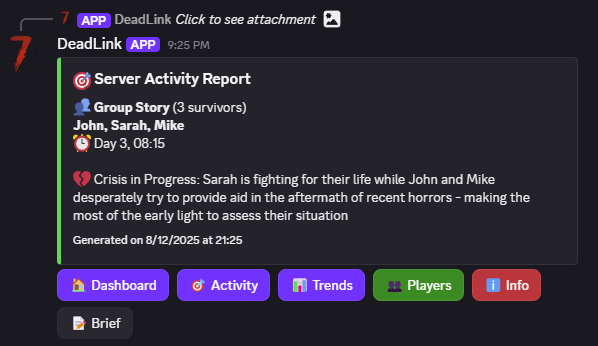 7 APP DeadLink Click to see attachment
7
DeadLink APP 9:25 PM
Server Activity Report
Group Story (3 survivors)
John, Sarah, Mike
Day 3, 08:15
Crisis in Progress: Sarah is fighting for their life while John and Mike
desperately try to provide aid in the aftermath of recent horrors - making the
most of the early light to assess their situation
Generated on 8/12/2025 at 21:25
Dashboard Activity Trends Players Info
Brief